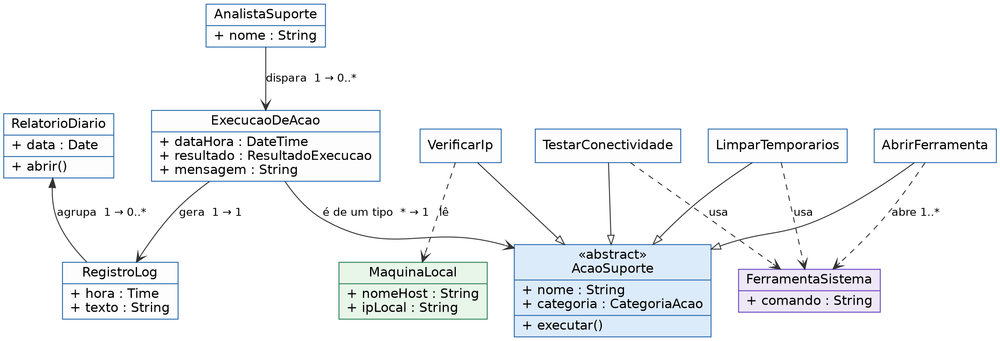 AnalistaSuporte
+ nome : String
dispara  1 → 0..*
RelatorioDiario
+ data : Date
+ abrir()
ExecucaoDeAcao
+ dataHora : DateTime
+ resultado : ResultadoExecucao
+ mensagem : String
VerificarIp
TestarConectividade
LimparTemporarios
AbrirFerramenta
agrupa  1 → 0..*
gera  1 → 1
é de um tipo  * → 1
lê
usa
usa
abre 1..*
RegistroLog
+ hora : Time
+ texto : String
MaquinaLocal
+ nomeHost : String
+ ipLocal : String
«abstract»
AcaoSuporte
+ nome : String
+ categoria : CategoriaAcao
+ executar()
FerramentaSistema
+ comando : String